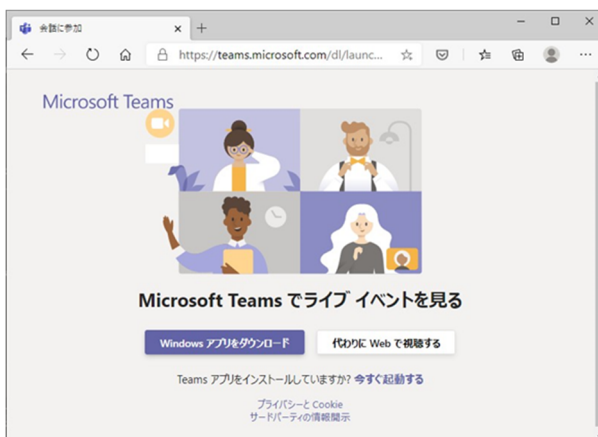 会話に参加
https://teams.microsoft.com/dl/launc...
Microsoft Teams
Microsoft Teams でライブ イベントを見る
Windows アプリをダウンロード
代わりに Web で視聴する
Teams アプリをインストールしていますか? 今すぐ起動する
プライバシーと Cookie
サードパーティの情報開示